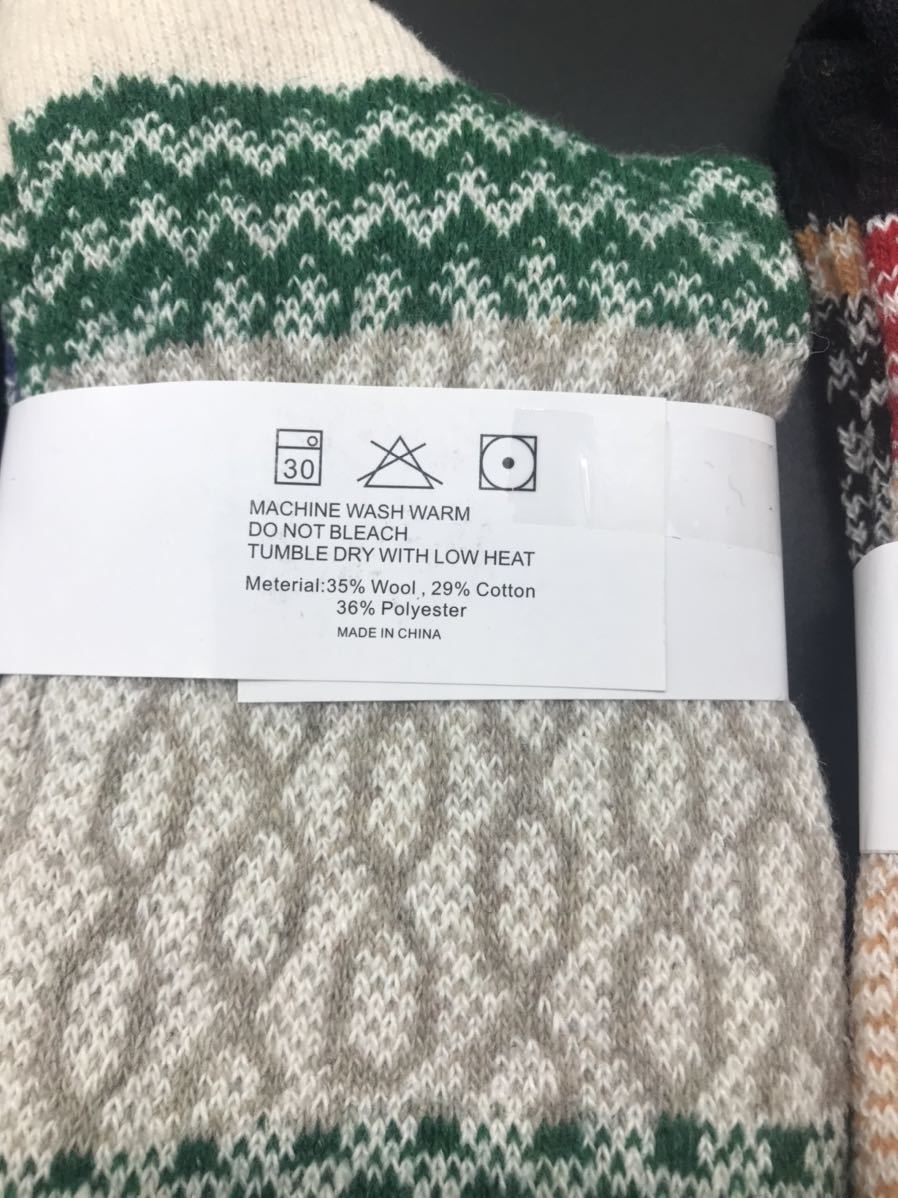 30
MACHINE WASH WARM
DO NOT BLEACH
TUMBLE DRY WITH LOW HEAT
Meterial:35% Wool , 29% Cotton
36% Polyester
MADE IN CHINA